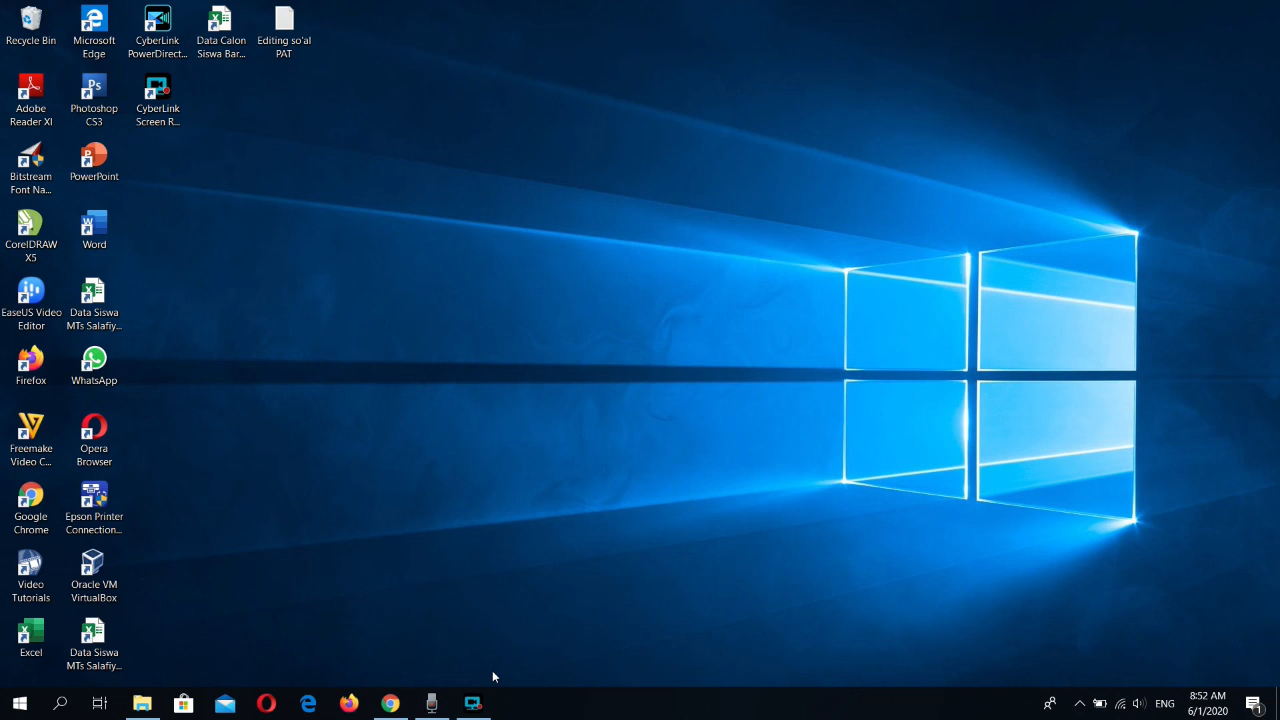 Recycle Bin
Microsoft
Edge
CyberLink
PowerDirect...
Data Calon
Siswa Bar...
Editing so'al
PAT
Adobe
Reader XI
Photoshop
CS3
CyberLink
Screen R...
Bitstream
Font Na...
PowerPoint
CorelDRAW
X5
Word
EaseUS Video
Editor
Data Siswa
MTs Salafiy...
Firefox
WhatsApp
Freemake
Video C...
Opera
Browser
Google
Chrome
Epson Printer
Connection...
Video
Tutorials
Oracle VM
VirtualBox
Excel
Data Siswa
MTs Salafiy...
ENG
8:52 AM
6/1/2020
1